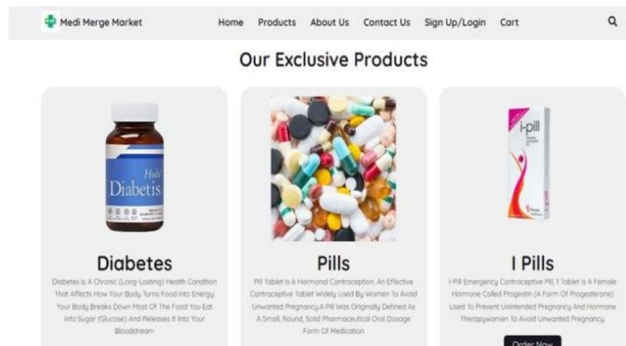 Medi Merge Market Home Products About Us Contact Us Sign Up/Login Cart
Our Exclusive Products
Holy
Diabetis
i-pill
Diabetes
Diabetes Is A Chronic (Long-Lasting) Health Condition
That Affects How Your Body Turns Food Into Energy
Your Body Breaks Down Most Of The Food You Eat
Into Sugar (Glucose) And Releases It Into Your
Bloodstream
Pills
Pill Tablet Is A Hormonal Contraception, An Effective
Contraceptive Tablet Widely Used By Women To Avoid
Unwanted Pregnancy.A Pill Was Originally Defined As
A Small, Round, Solid Pharmaceutical Oral Dosage
Form Of Medication
I Pills
I-Pill Emergency Contraceptive Pill, 1 Tablet Is A Female
Hormone Called Progestin (A Form Of Progesterone)
Used To Prevent Unintended Pregnancy And Hormone
Therapywomen To Avoid Unwanted Pregnancy.
Order Now